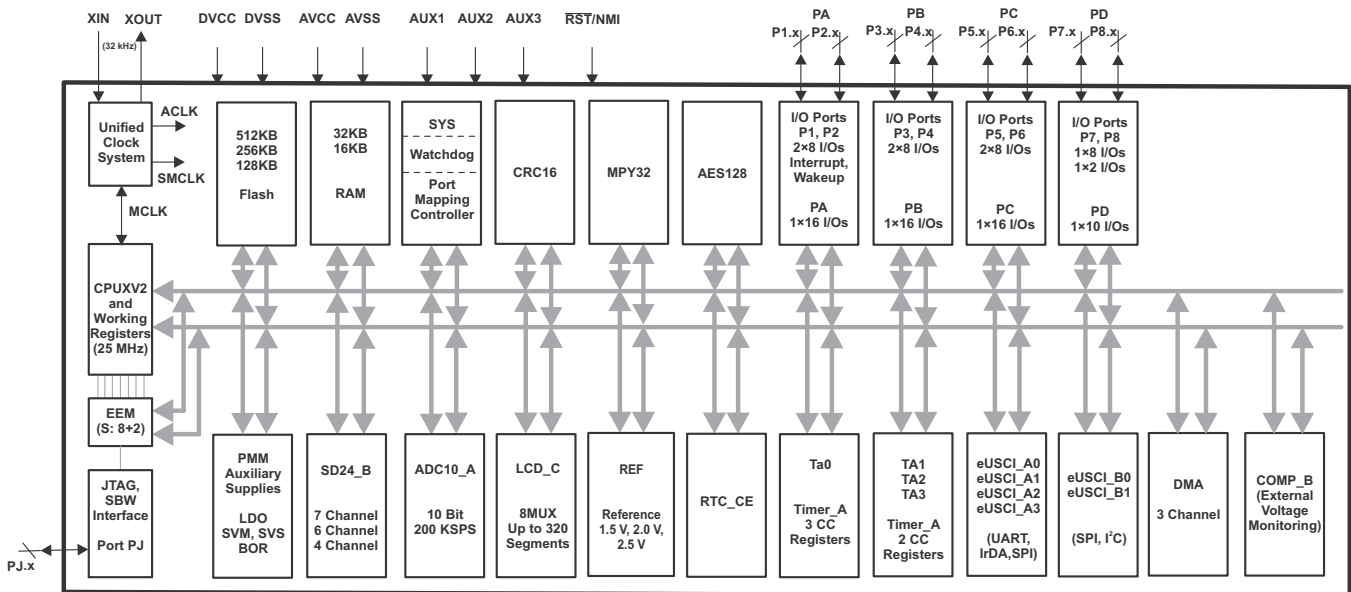 XIN
XOUT
(32 kHz)
DVCC
DVSS
AVCC
AVSS
AUX1
AUX2
AUX3
RST/NMI
PA
P1.x
P2.x
PB
P3.x
P4.x
PC
P5.x
P6.x
PD
P7.x
P8.x
Unified
Clock
System
ACLK
SMCLK
MCLK
512KB
256KB
128KB
Flash
32KB
16KB
RAM
SYS
Watchdog
Port
Mapping
Controller
CRC16
MPY32
AES128
I/O Ports
P1, P2
2×8 I/Os
Interrupt,
Wakeup
PA
1×16 I/Os
I/O Ports
P3, P4
2×8 I/Os
PB
1×16 I/Os
I/O Ports
P5, P6
2×8 I/Os
PC
1×16 I/Os
I/O Ports
P7, P8
1×8 I/Os
1×2 I/Os
PD
1×10 I/Os
CPUXV2
and
Working
Registers
(25 MHz)
EEM
(S: 8+2)
JTAG,
SBW
Interface
Port PJ
PJ.x
PMM
Auxiliary
Supplies
LDO
SVM, SVS
BOR
SD24_B
7 Channel
6 Channel
4 Channel
ADC10_A
10 Bit
200 KSPS
LCD_C
8MUX
Up to 320
Segments
REF
Reference
1.5 V, 2.0 V,
2.5 V
RTC_CE
Ta0
Timer_A
3 CC
Registers
TA1
TA2
TA3
Timer_A
2 CC
Registers
eUSCI_A0
eUSCI_A1
eUSCI_A2
eUSCI_A3
(UART,
IrDA,SPI)
eUSCI_B0
eUSCI_B1
(SPI, I²C)
DMA
3 Channel
COMP_B
(External
Voltage
Monitoring)